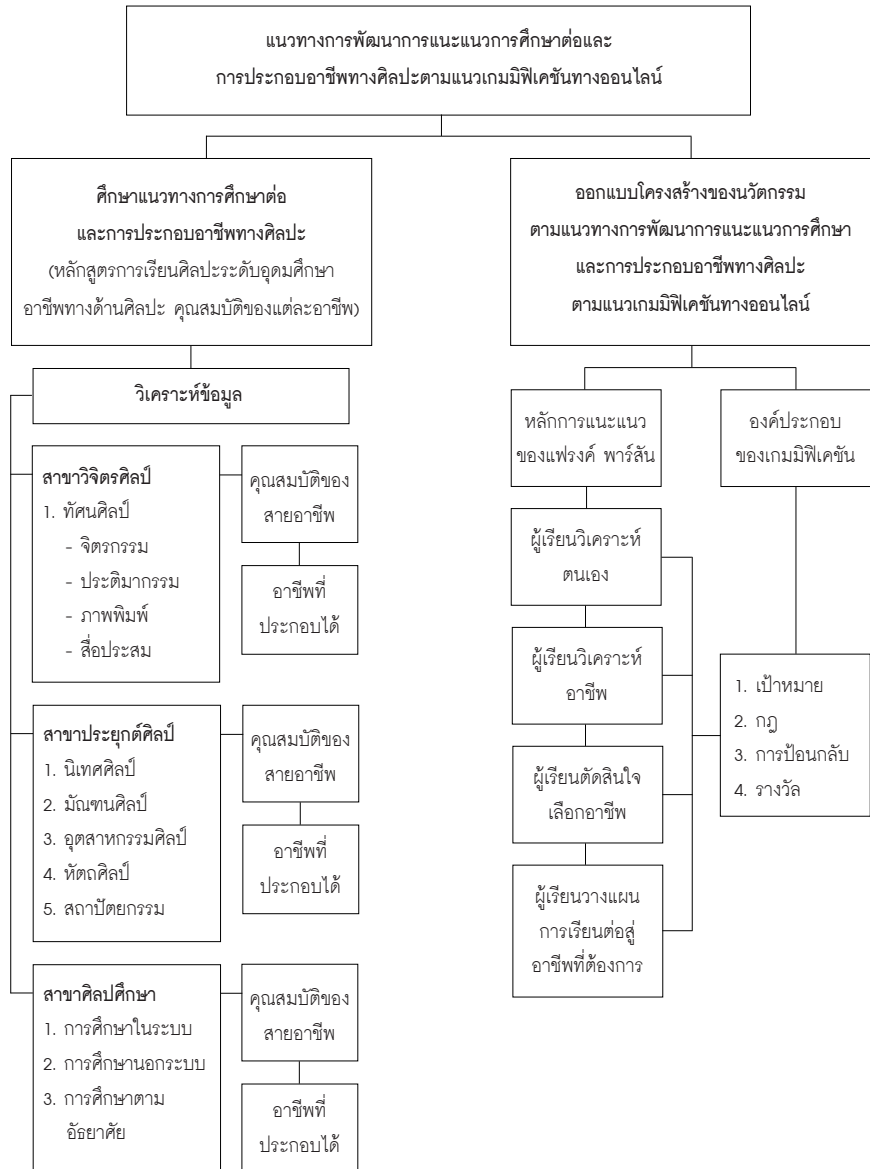 แนวทางการพัฒนาการแนะแนวการศึกษาต่อและ
การประกอบอาชีพทางศิลปะตามแนวเกมมิฟิเคชันทางออนไลน์
ศึกษาแนวทางการศึกษาต่อ
และการประกอบอาชีพทางศิลปะ
(หลักสูตรการเรียนศิลปะระดับอุดมศึกษา
อาชีพทางด้านศิลปะ คุณสมบัติของแต่ละอาชีพ)
วิเคราะห์ข้อมูล
สาขาวิจิตรศิลป์
1. ทัศนศิลป์
- จิตรกรรม
- ประติมากรรม
- ภาพพิมพ์
- สื่อประสม
คุณสมบัติของ
สายอาชีพ
อาชีพที่
ประกอบได้
สาขาประยุกต์ศิลป์
1. นิเทศศิลป์
2. มัณฑนศิลป์
3. อุตสาหกรรมศิลป์
4. หัตถศิลป์
5. สถาปัตยกรรม
คุณสมบัติของ
สายอาชีพ
อาชีพที่
ประกอบได้
สาขาศิลปศึกษา
1. การศึกษาในระบบ
2. การศึกษานอกระบบ
3. การศึกษาตาม
อัธยาศัย
คุณสมบัติของ
สายอาชีพ
อาชีพที่
ประกอบได้
ออกแบบโครงสร้างของนวัตกรรม
ตามแนวทางการพัฒนาการแนะแนวการศึกษา
และการประกอบอาชีพทางศิลปะ
ตามแนวเกมมิฟิเคชันทางออนไลน์
หลักการแนะแนว
ของแฟรงค์ พาร์สัน
ผู้เรียนวิเคราะห์
ตนเอง
ผู้เรียนวิเคราะห์
อาชีพ
ผู้เรียนตัดสินใจ
เลือกอาชีพ
ผู้เรียนวางแผน
การเรียนต่อสู่
อาชีพที่ต้องการ
องค์ประกอบ
ของเกมมิฟิเคชัน
1. เป้าหมาย
2. กฎ
3. การป้อนกลับ
4. รางวัล